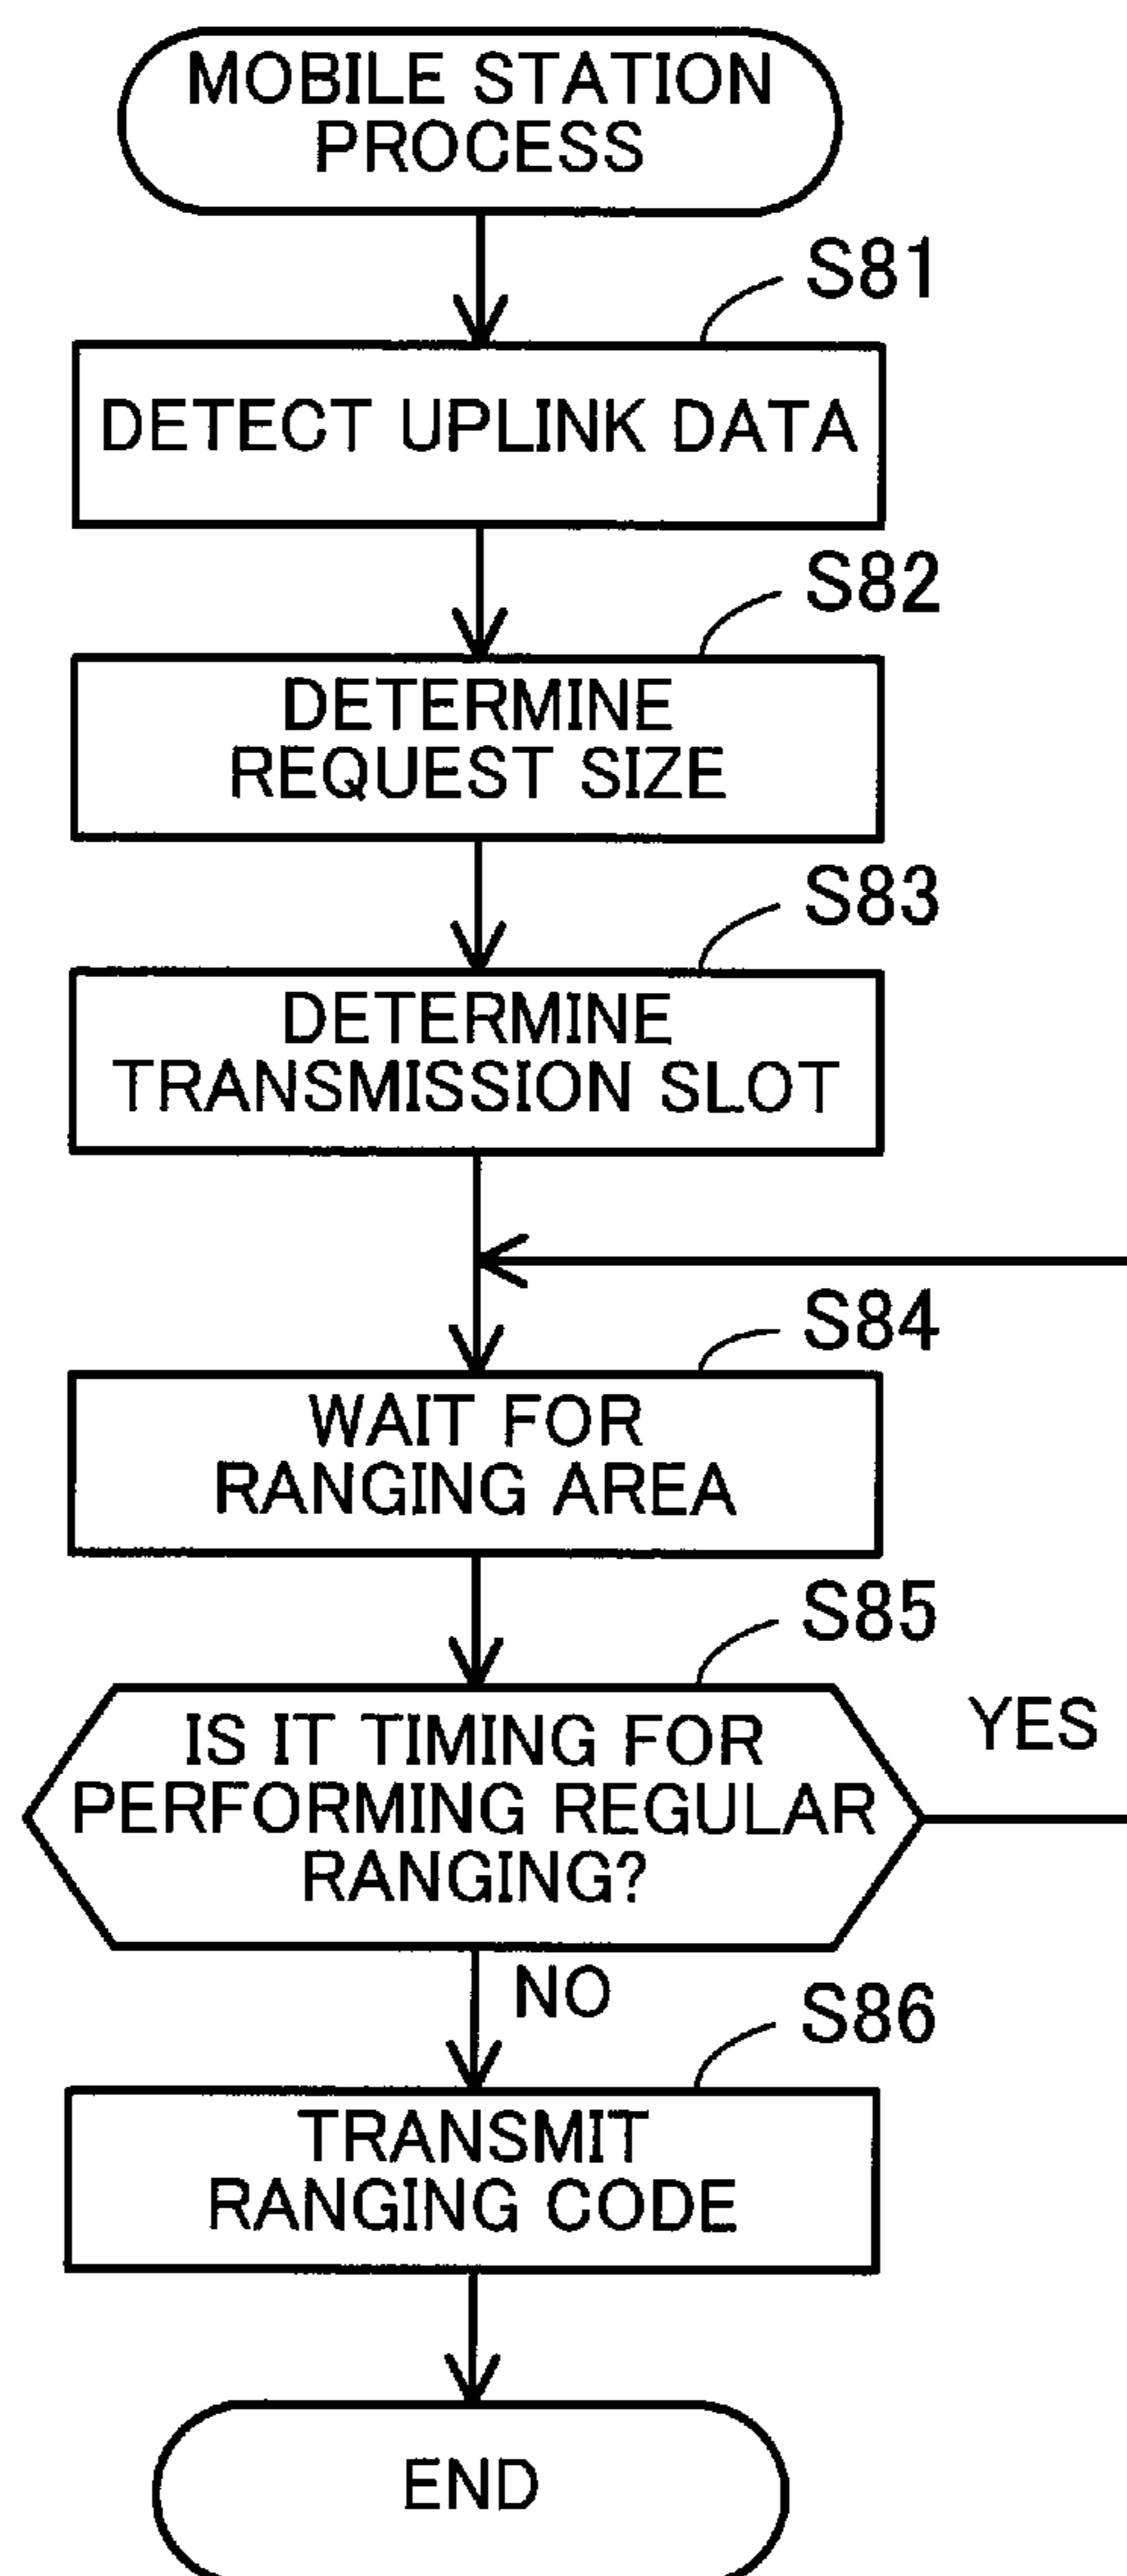 MOBILE STATION
PROCESS
S81
DETECT UPLINK DATA
S82
DETERMINE
REQUEST SIZE
S83
DETERMINE
TRANSMISSION SLOT
S84
WAIT FOR
RANGING AREA
S85
IS IT TIMING FOR
PERFORMING REGULAR
RANGING?
YES
NO
S86
TRANSMIT
RANGING CODE
END